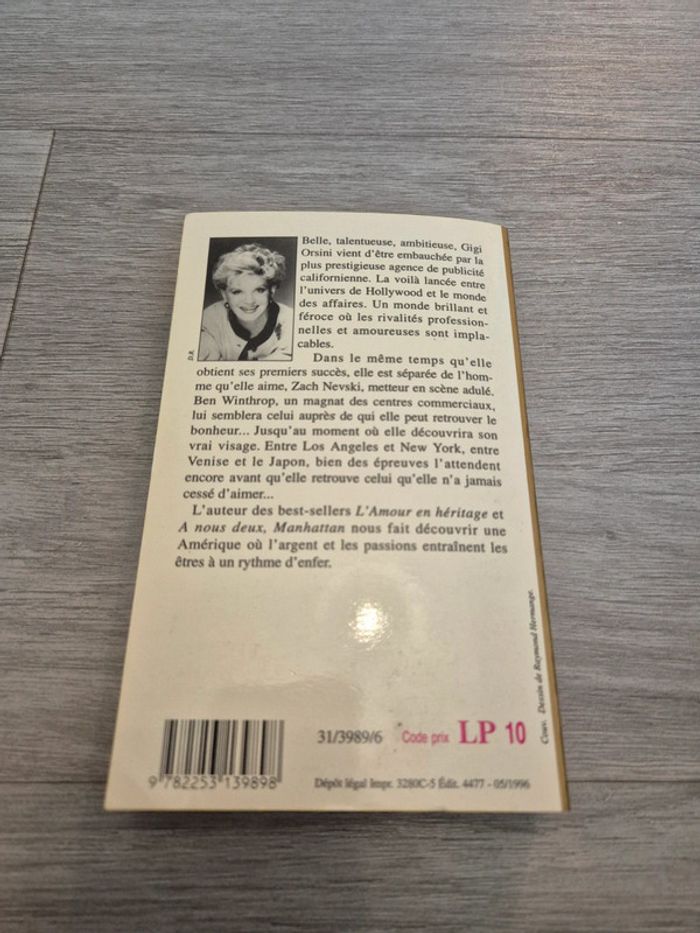 Belle, talentueuse, ambitieuse, Gigi
Orsini vient d'être embauchée par la
plus prestigieuse agence de publicité
californienne. La voilà lancée entre
l'univers de Hollywood et le monde
des affaires. Un monde brillant et
féroce où les rivalités profession-
nelles et amoureuses sont impla-
cables.
D.R.
Dans le même temps qu'elle
obtient ses premiers succès, elle est séparée de l'hom-
me qu'elle aime, Zach Nevski, metteur en scène adulé.
Ben Winthrop, un magnat des centres commerciaux,
lui semblera celui auprès de qui elle peut retrouver le
bonheur... Jusqu'au moment où elle découvrira son
vrai visage. Entre Los Angeles et New York, entre
Venise et le Japon, bien des épreuves l'attendent
encore avant qu'elle retrouve celui qu'elle n'a jamais
cessé d'aimer...
L'auteur des best-sellers L'Amour en héritage et
A nous deux, Manhattan nous fait découvrir une
Amérique où l'argent et les passions entraînent les
êtres à un rythme d'enfer.
Couv. Dessin de Raymond Hermange.
31/3989/6 Code prix LP 10
9 782253 139898
Dépôt légal Impr. 3280C-5 Édit. 4477 - 05/1996